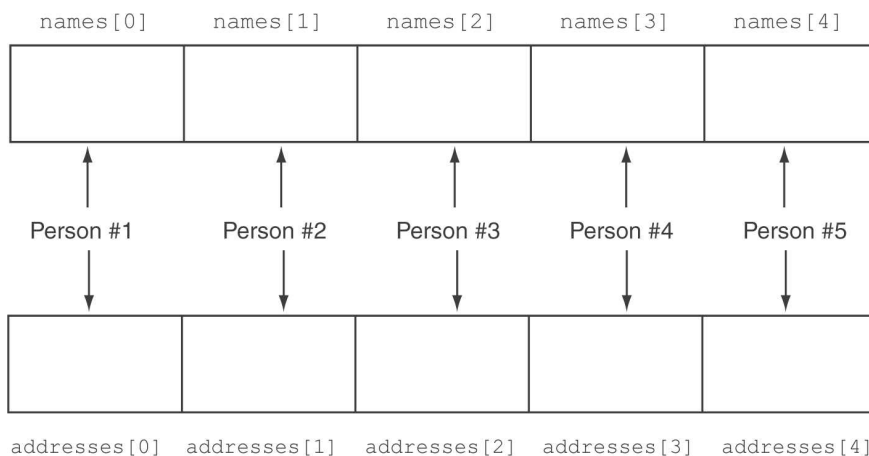 names[0] names[1] names[2] names[3] names[4]
Person #1 Person #2 Person #3 Person #4 Person #5
addresses[0] addresses[1] addresses[2] addresses[3] addresses[4]